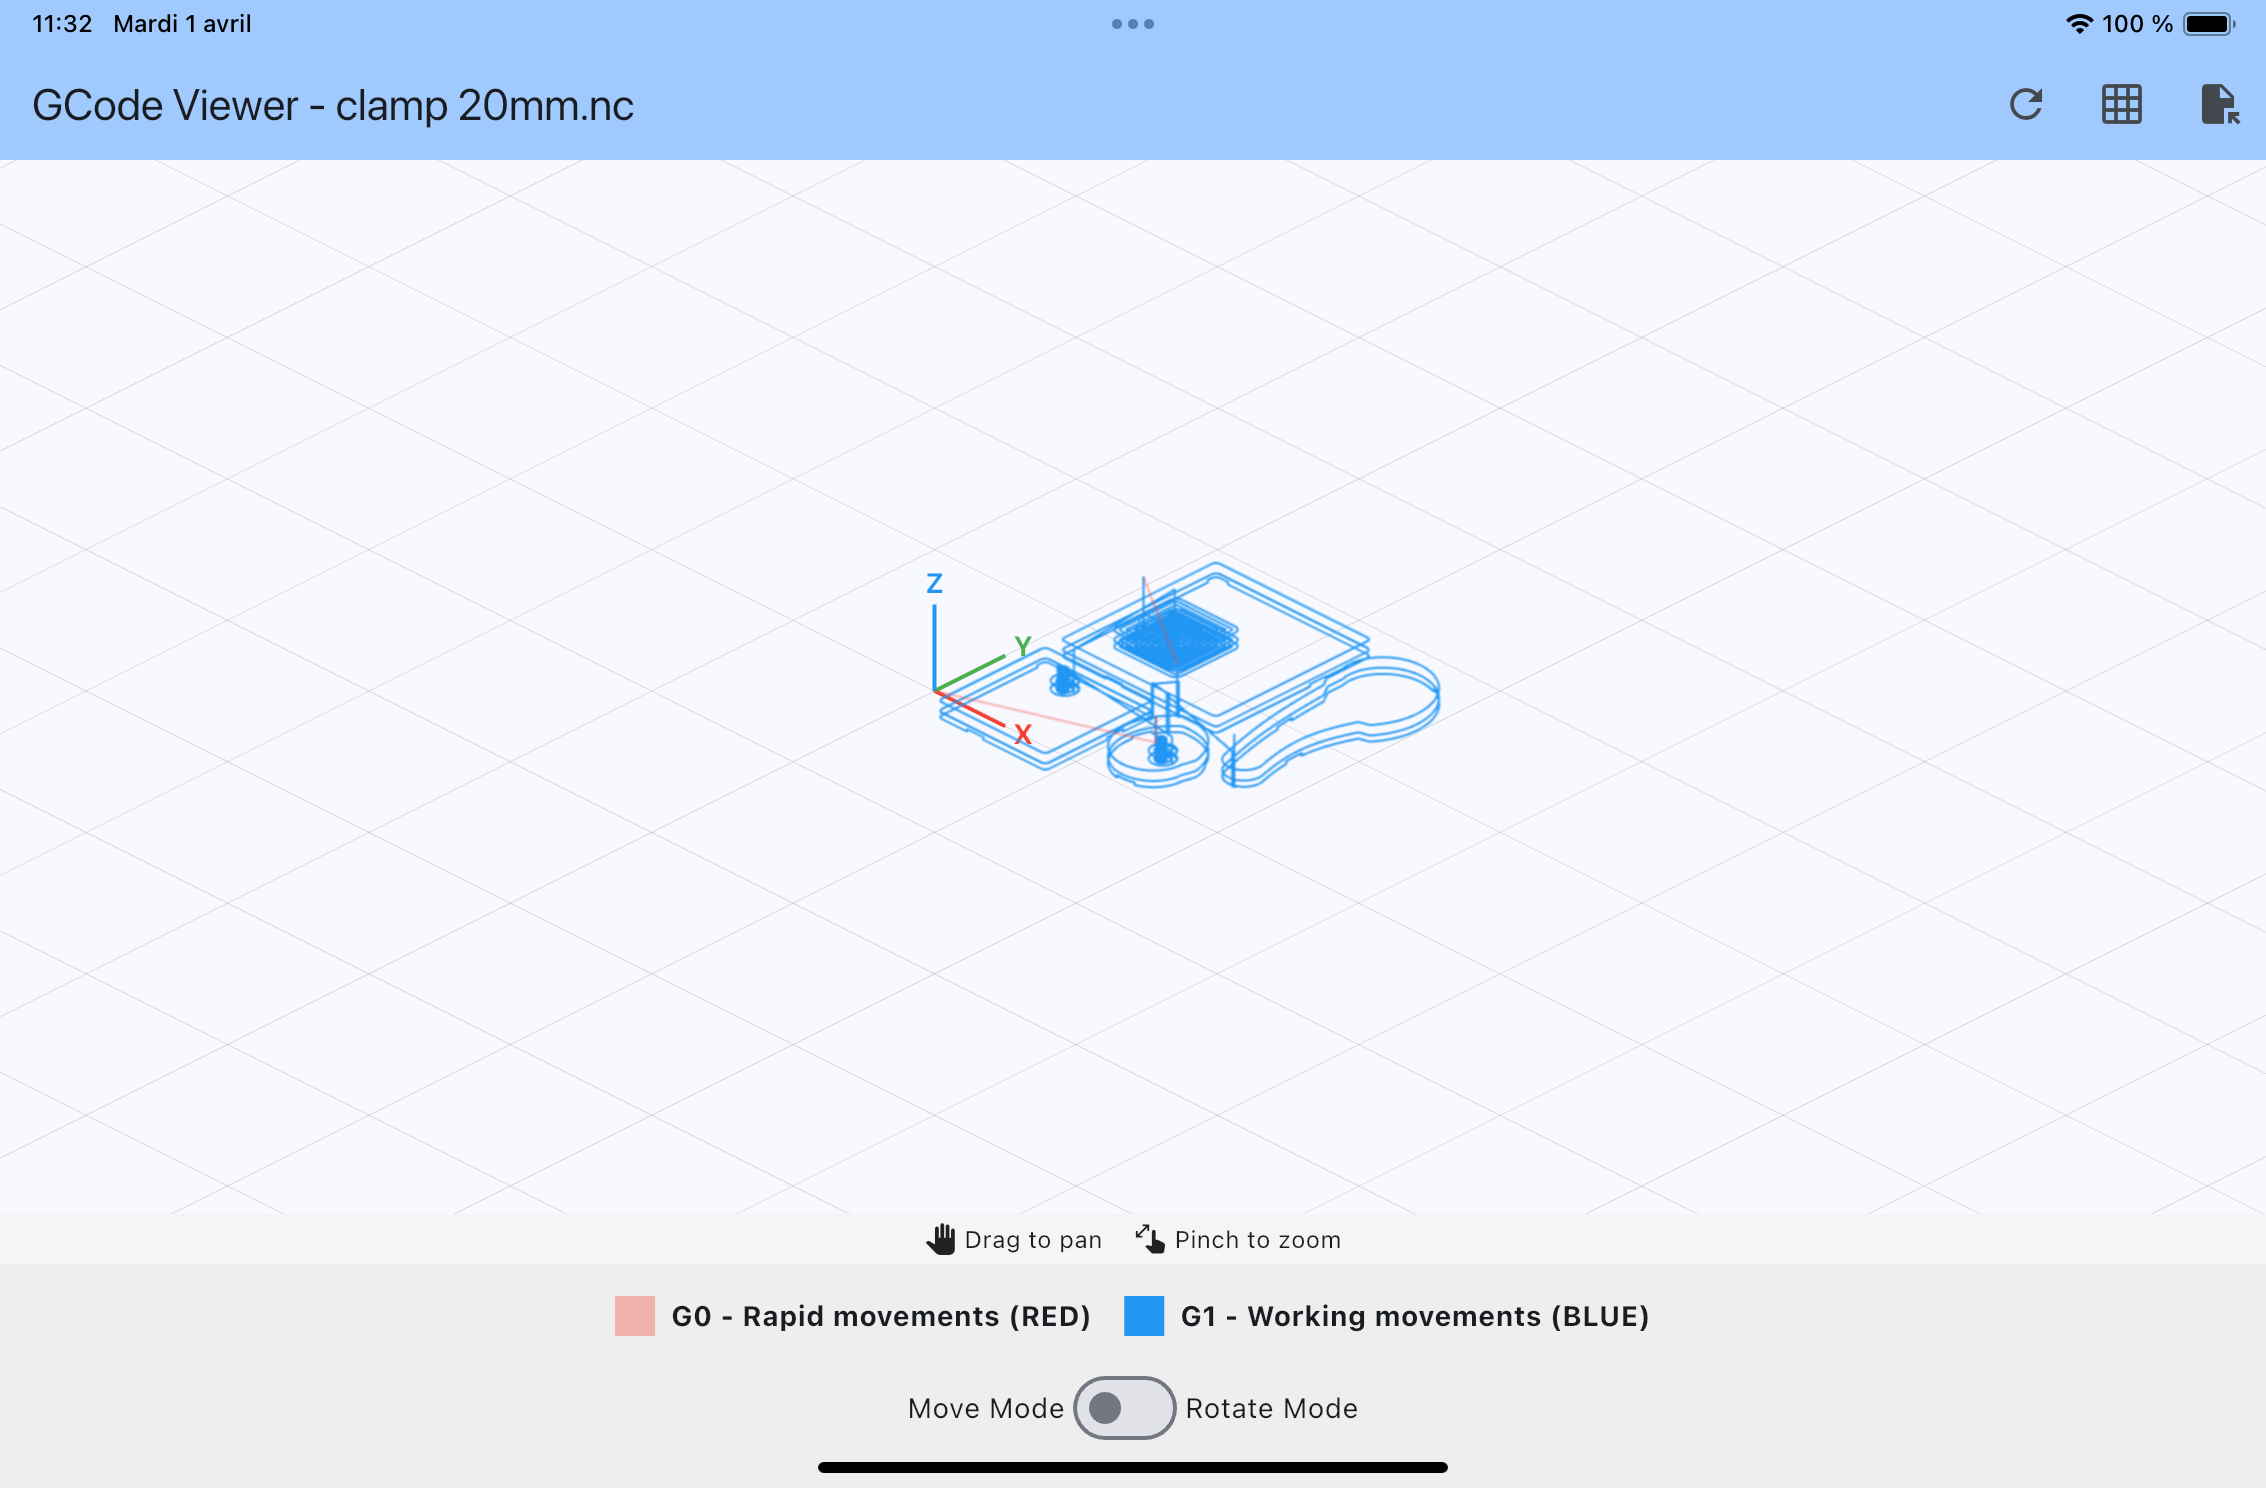 11:32 Mardi 1 avril
100 %
GCode Viewer - clamp 20mm.nc
Z
Y
X
Drag to pan Pinch to zoom
G0 - Rapid movements (RED) G1 - Working movements (BLUE)
Move Mode Rotate Mode